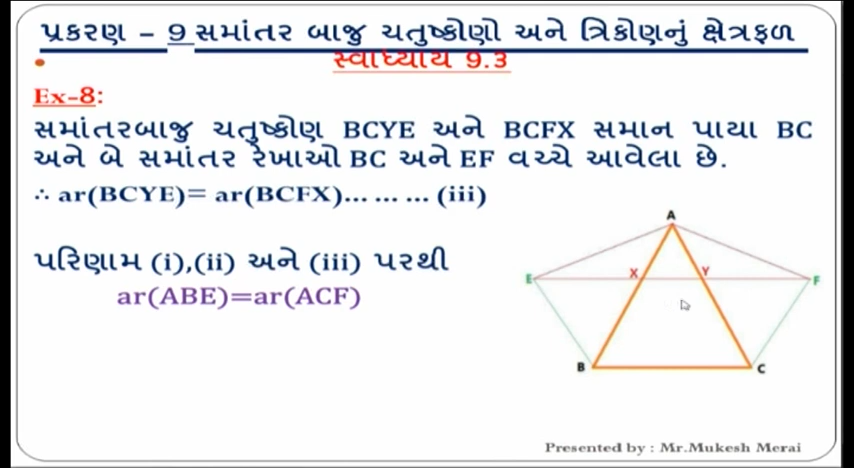 પ્રકરણ – 9 સમાંતર બાજુ ચતુષ્કોણો અને ત્રિકોણનું ક્ષેત્રફળ
સ્વાધ્યાય 9.3
Ex-8:
સમાંતરબાજુ ચતુષ્કોણ BCYE અને BCFX સમાન પાયા BC
અને બે સમાંતર રેખાઓ BC અને EF વચ્ચે આવેલા છે.
∴ ar(BCYE)= ar(BCFX)... ... ... (iii)
પરિણામ (i),(ii) અને (iii) પરથી
ar(ABE)=ar(ACF)
A
E X Y F
B C
Presented by : Mr.Mukesh Merai